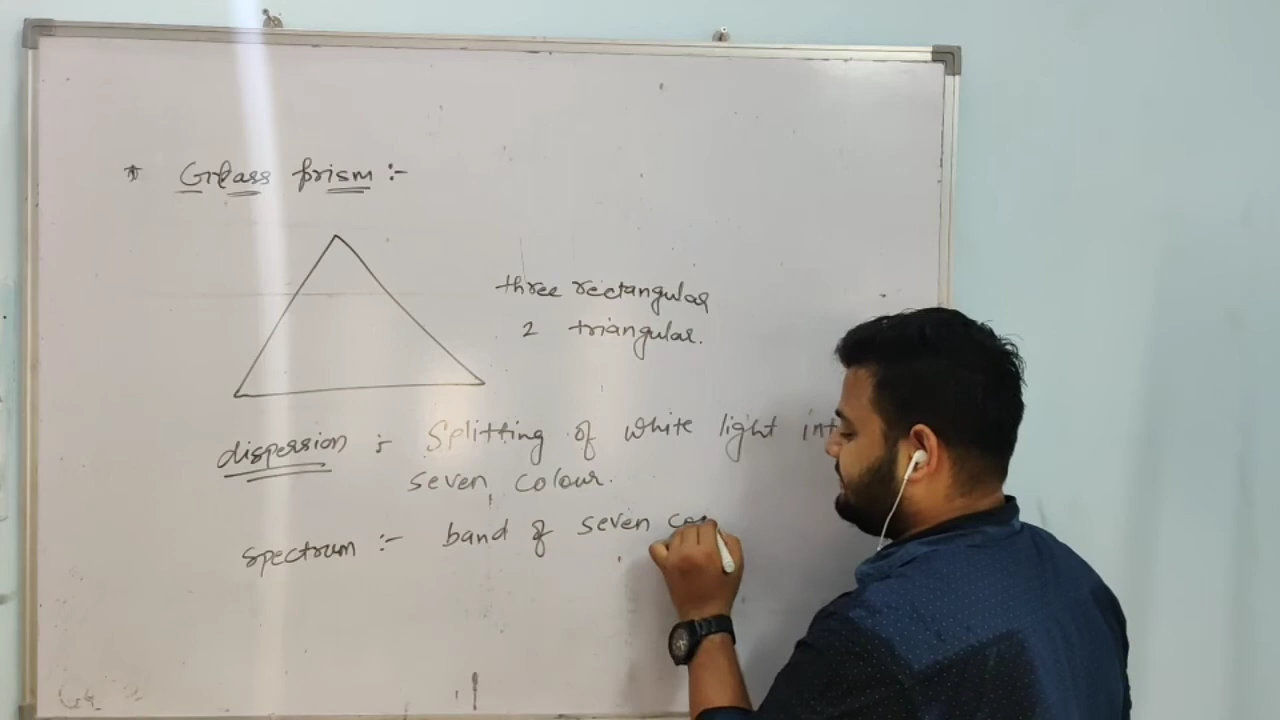 * Glass prism :-
three rectangular
2 triangular.
dispersion :- Splitting of white light int
seven colour.
spectrum :- band of seven co